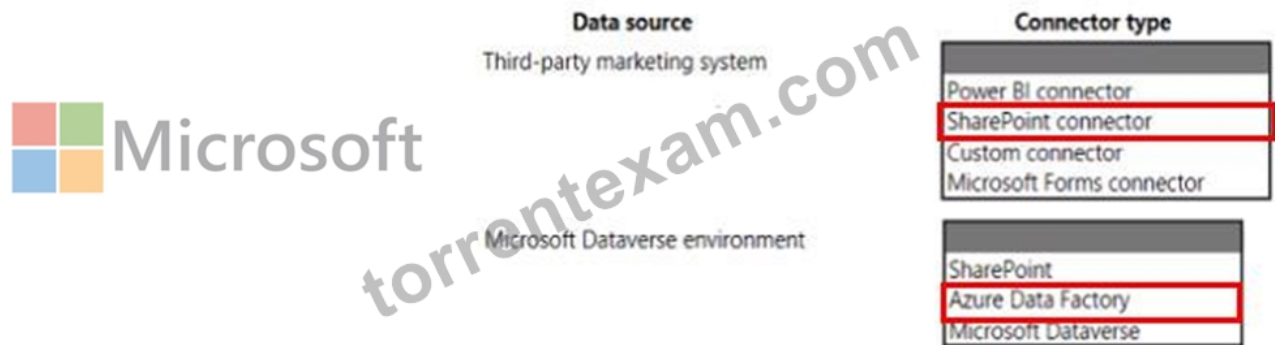 Data source
Connector type
Third-party marketing system
Power BI connector
SharePoint connector
Custom connector
Microsoft Forms connector
Microsoft
torrentexam.com
Microsoft Dataverse environment
SharePoint
Azure Data Factory
Microsoft Dataverse